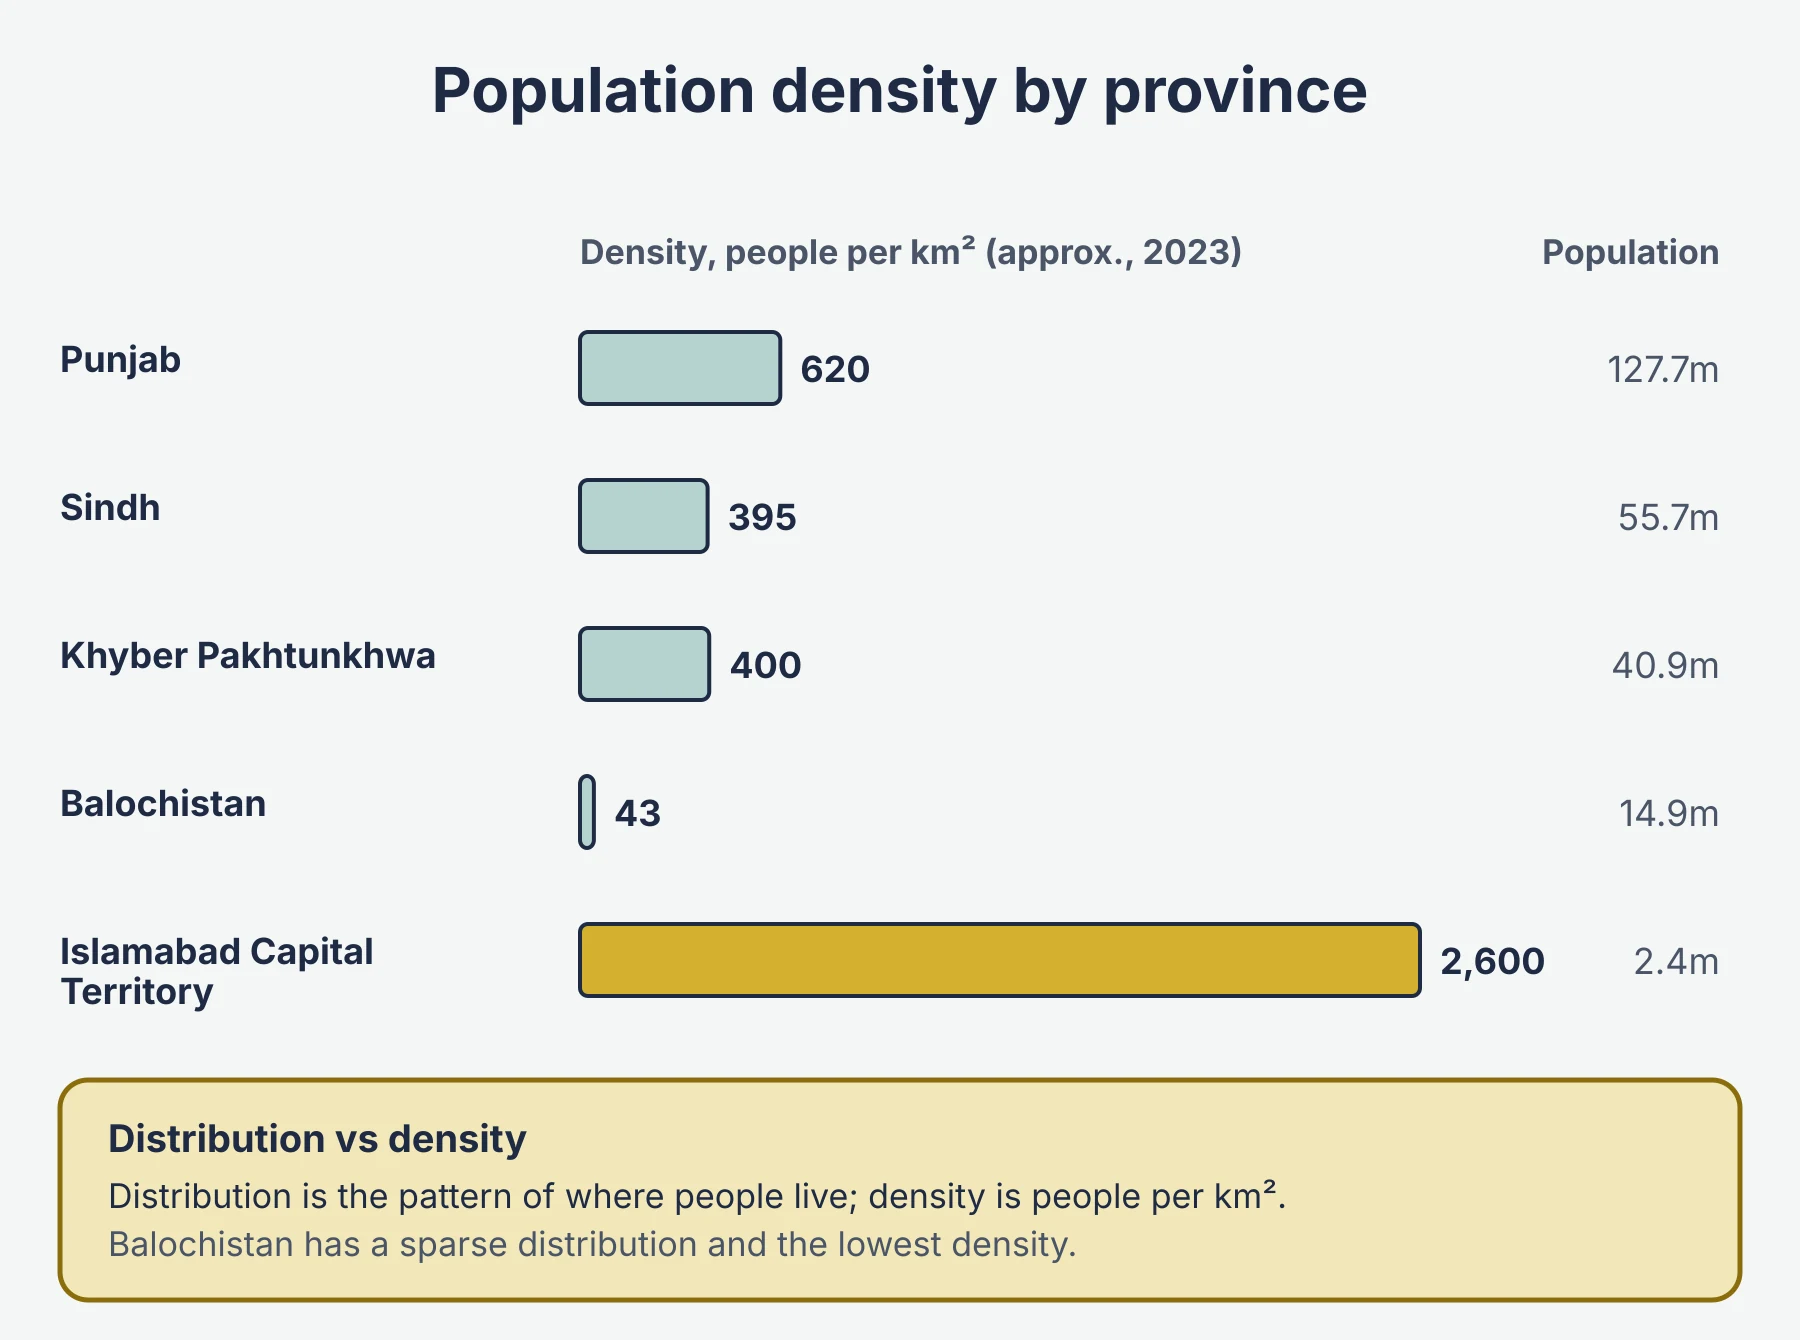 Population density by province
Density, people per km² (approx., 2023) Population
Punjab 620 127.7m
Sindh 395 55.7m
Khyber Pakhtunkhwa 400 40.9m
Balochistan 43 14.9m
Islamabad Capital
Territory 2,600 2.4m
Distribution vs density
Distribution is the pattern of where people live; density is people per km².
Balochistan has a sparse distribution and the lowest density.